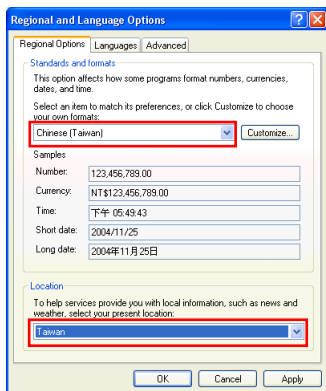 Regional and Language Options
Regional Options Languages Advanced
Standards and formats
This option affects how some programs format numbers, currencies,
dates, and time.
Select an item to match its preferences, or click Customize to choose
your own formats:
Chinese (Taiwan) Customize...
Samples
Number: 123,456,789.00
Currency: NT$123,456,789.00
Time: 下午 05:49:43
Short date: 2004/11/25
Long date: 2004年11月25日
Location
To help services provide you with local information, such as news and
weather, select your present location:
Taiwan
OK Cancel Apply